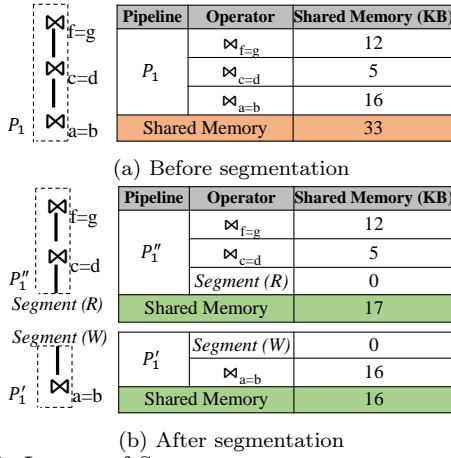 f=g
c=d
P₁
a=b
Pipeline Operator Shared Memory (KB)
P₁ ⋈f=g 12
⋈c=d 5
⋈a=b 16
Shared Memory 33
(a) Before segmentation
f=g
c=d
P₁″
Segment (R)
Segment (W)
P₁′
a=b
Pipeline Operator Shared Memory (KB)
P₁″ ⋈f=g 12
⋈c=d 5
Segment (R) 0
Shared Memory 17
P₁′ Segment (W) 0
⋈a=b 16
Shared Memory 16
(b) After segmentation